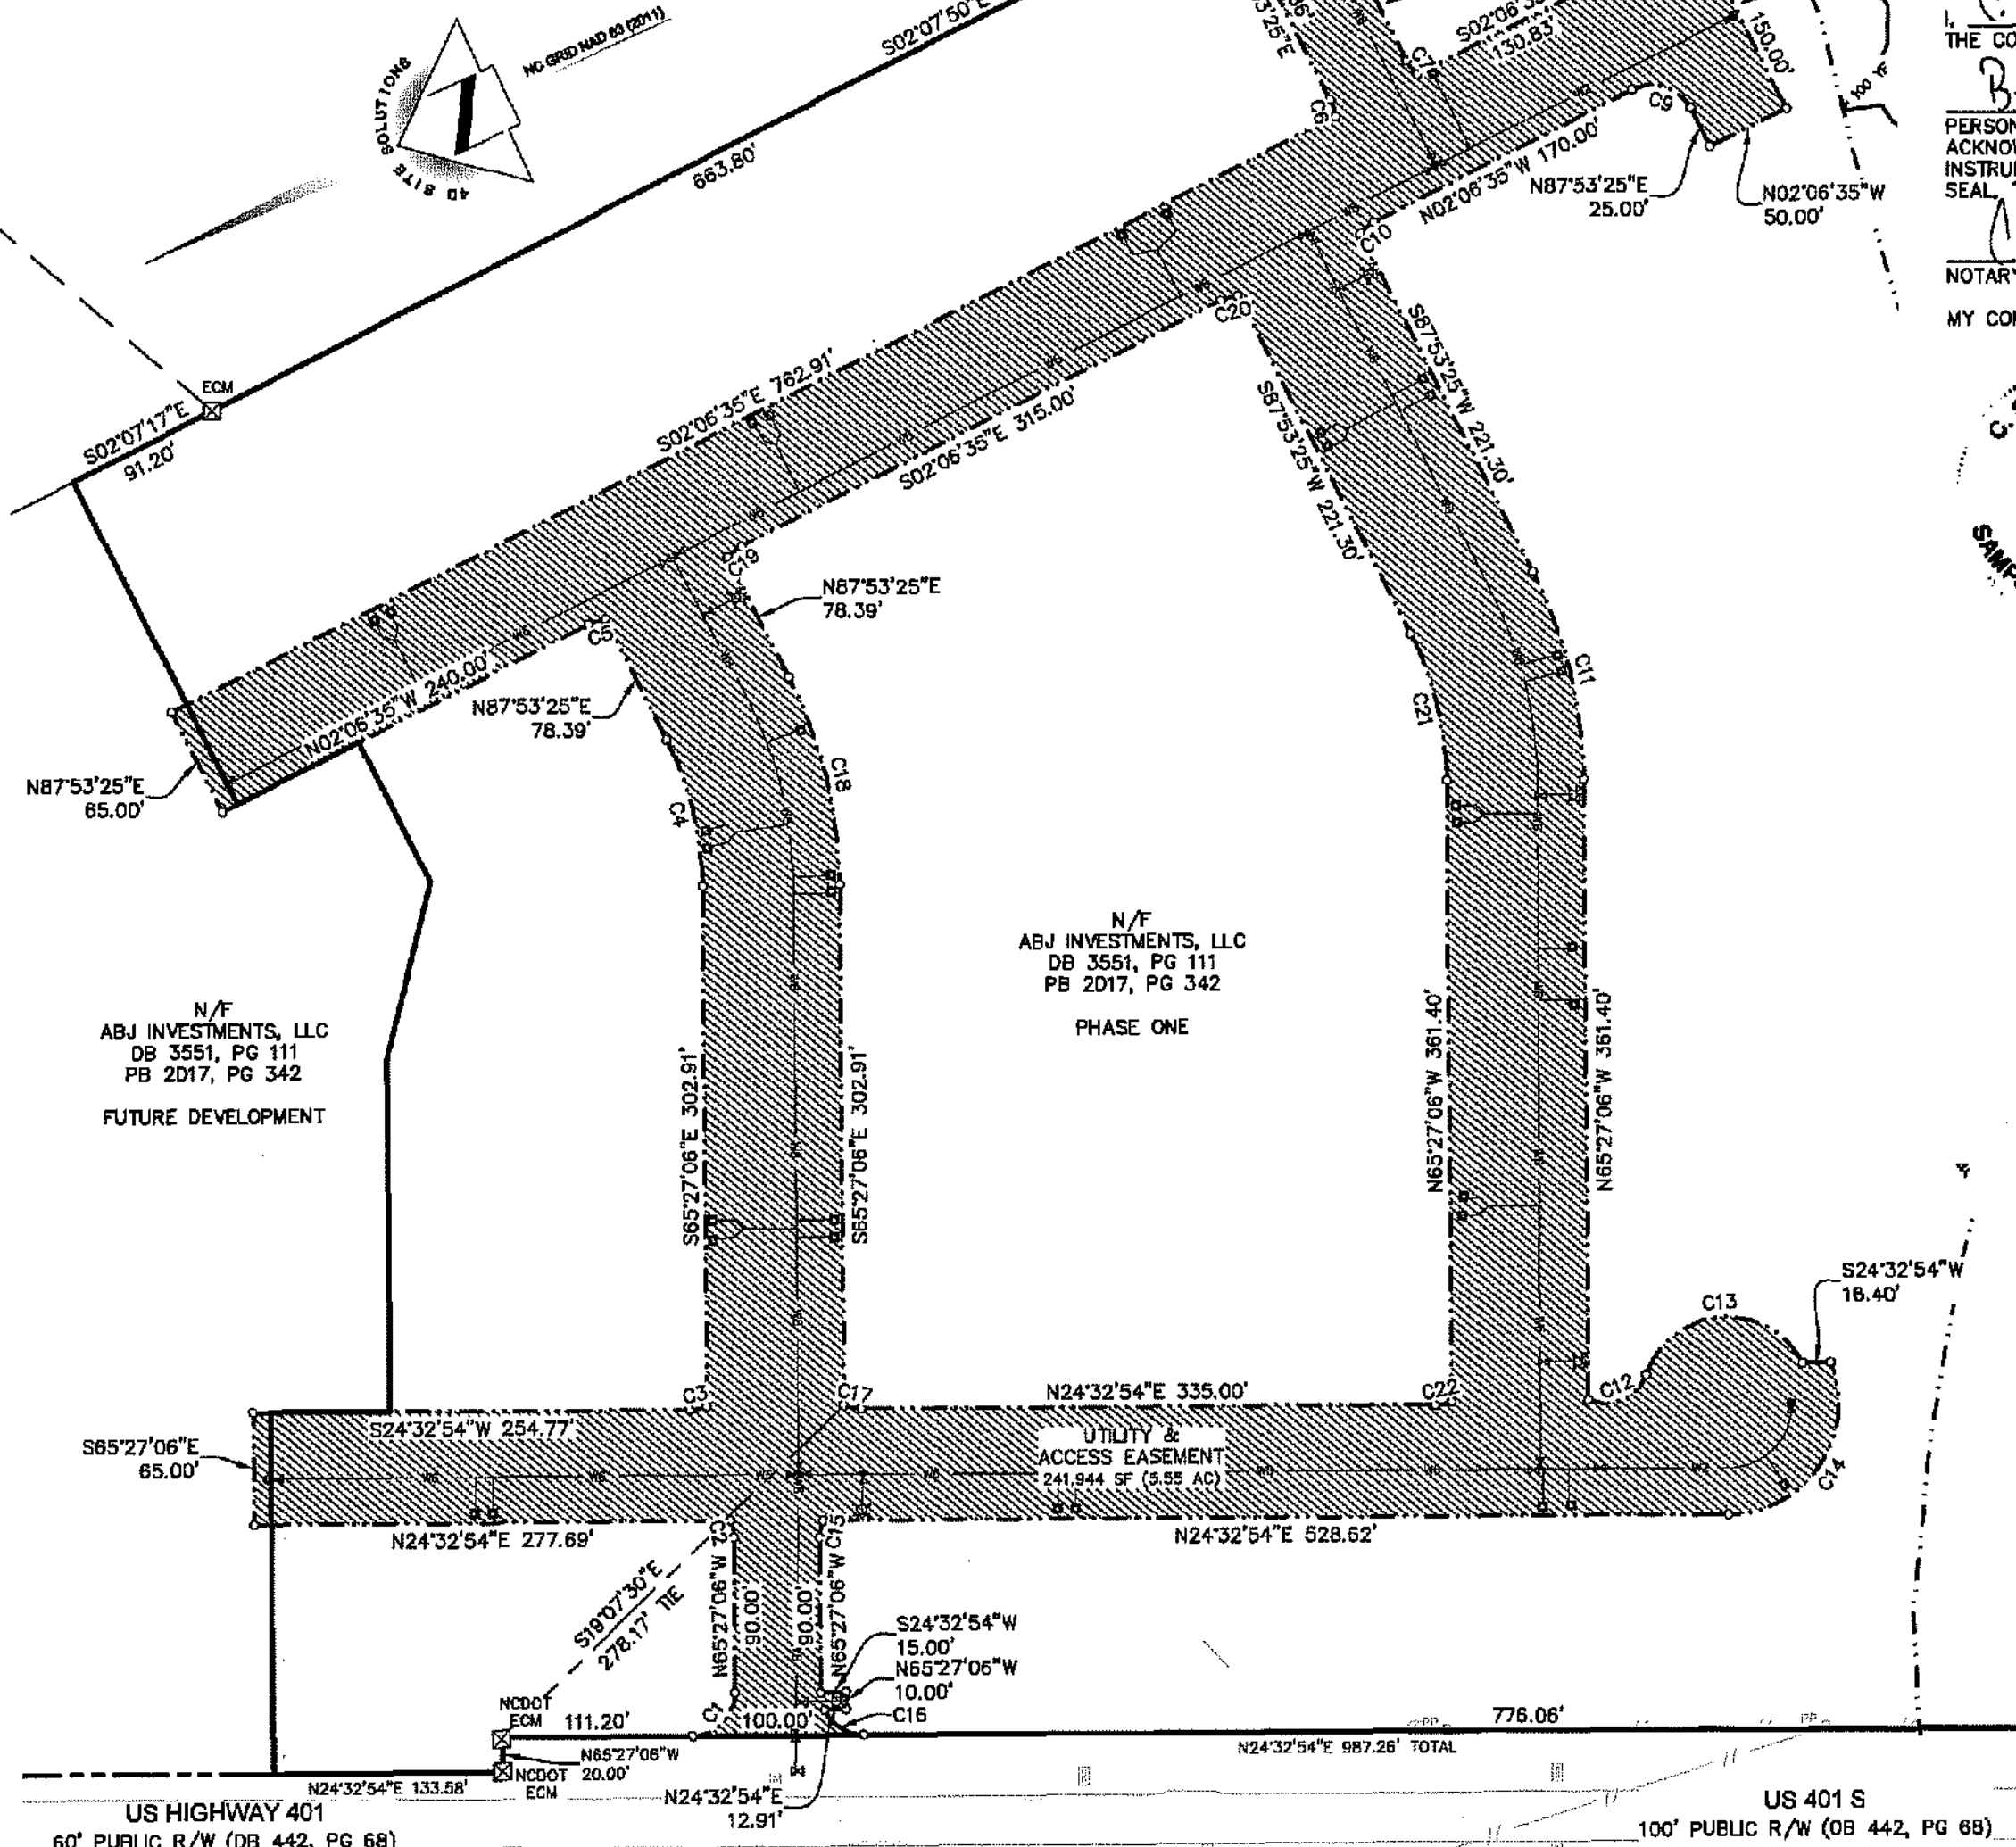 NC GRID NAD 83 (2011)
4D SITE SOLUTIONS
S02°07'50"E
663.80'
ECM
S02°07'17"E
91.20'
C6
C10
C9
130.83'
150.00'
100 YF
N02°06'35"W 170.00'
N87°53'25"E
25.00'
N02°06'35"W
50.00'
I,
THE CO
PERSON
ACKNOW
INSTRU
SEAL,
NOTARY
MY CO
C20
S02°06'35"E 762.91'
S02°06'35"E 315.00'
S87°53'25"W 221.30'
S87°53'25"W 221.30'
C19
N87°53'25"E
78.39'
C5
N87°53'25"E
78.39'
N02°06'35"W 240.00'
N87°53'25"E
65.00'
C4
C18
C21
C11
N/F
ABJ INVESTMENTS, LLC
DB 3551, PG 111
PB 2017, PG 342
PHASE ONE
N/F
ABJ INVESTMENTS, LLC
DB 3551, PG 111
PB 2017, PG 342
FUTURE DEVELOPMENT
S65°27'06"E 302.91'
S65°27'06"E 302.91'
N65°27'06"W 361.40'
N65°27'06"W 361.40'
S24°32'54"W
16.40'
C13
C3
C17
N24°32'54"E 335.00'
C22
C12
S24°32'54"W 254.77'
UTILITY &
ACCESS EASEMENT
241,944 SF (5.55 AC)
S65°27'06"E
65.00'
C14
N24°32'54"E 277.69'
C2
C15
N24°32'54"E 528.52'
S19°07'30"E
278.17' TIE
N65°27'06"W
90.00'
90.00'
N65°27'06"W
S24°32'54"W
15.00'
N65°27'06"W
10.00'
C16
NCDOT
ECM
111.20'
C1
100.00'
776.06'
N65°27'06"W
20.00'
NCDOT
ECM
N24°32'54"E 987.26' TOTAL
N24°32'54"E 133.58'
N24°32'54"E
12.91'
US HIGHWAY 401
60' PUBLIC R/W (DB 442, PG 68)
US 401 S
100' PUBLIC R/W (DB 442, PG 68)